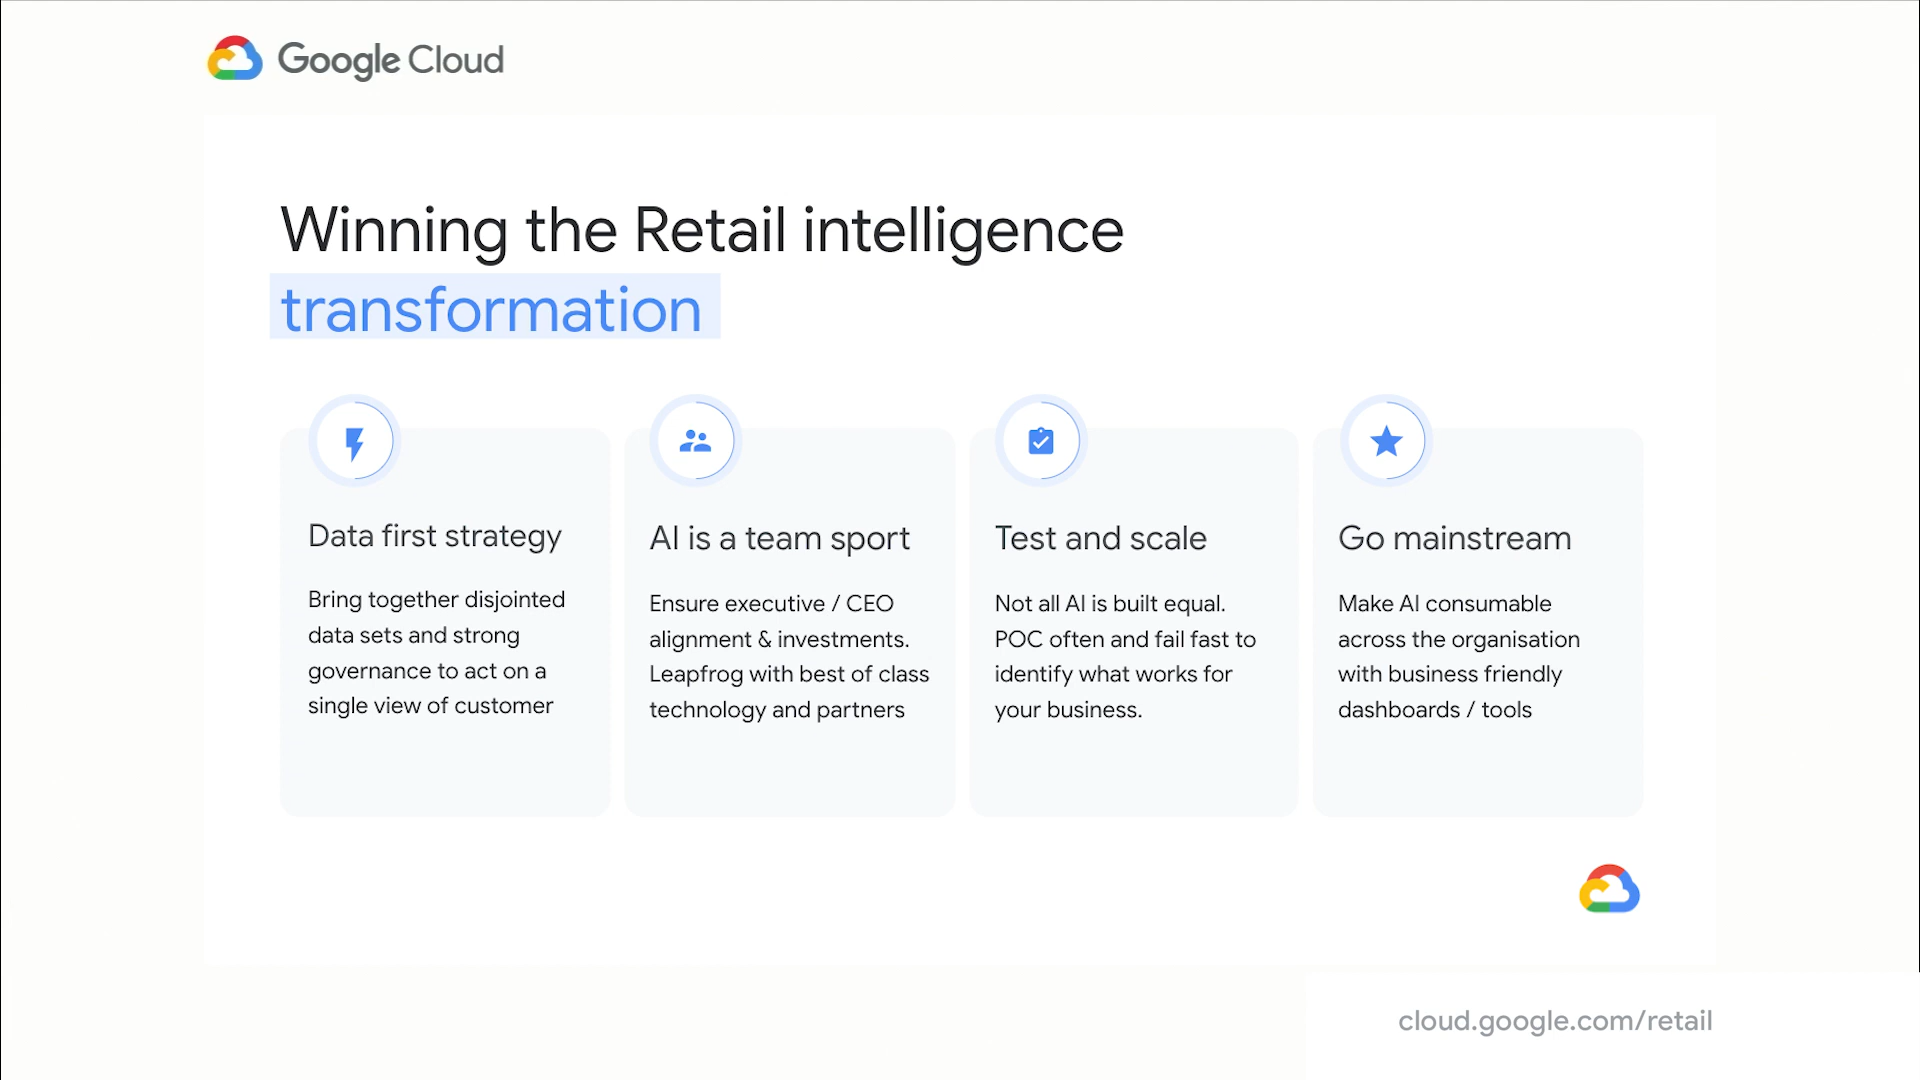 Google Cloud
Winning the Retail intelligence
transformation
Data first strategy
Bring together disjointed
data sets and strong
governance to act on a
single view of customer
AI is a team sport
Ensure executive / CEO
alignment & investments.
Leapfrog with best of class
technology and partners
Test and scale
Not all AI is built equal.
POC often and fail fast to
identify what works for
your business.
Go mainstream
Make AI consumable
across the organisation
with business friendly
dashboards / tools
cloud.google.com/retail